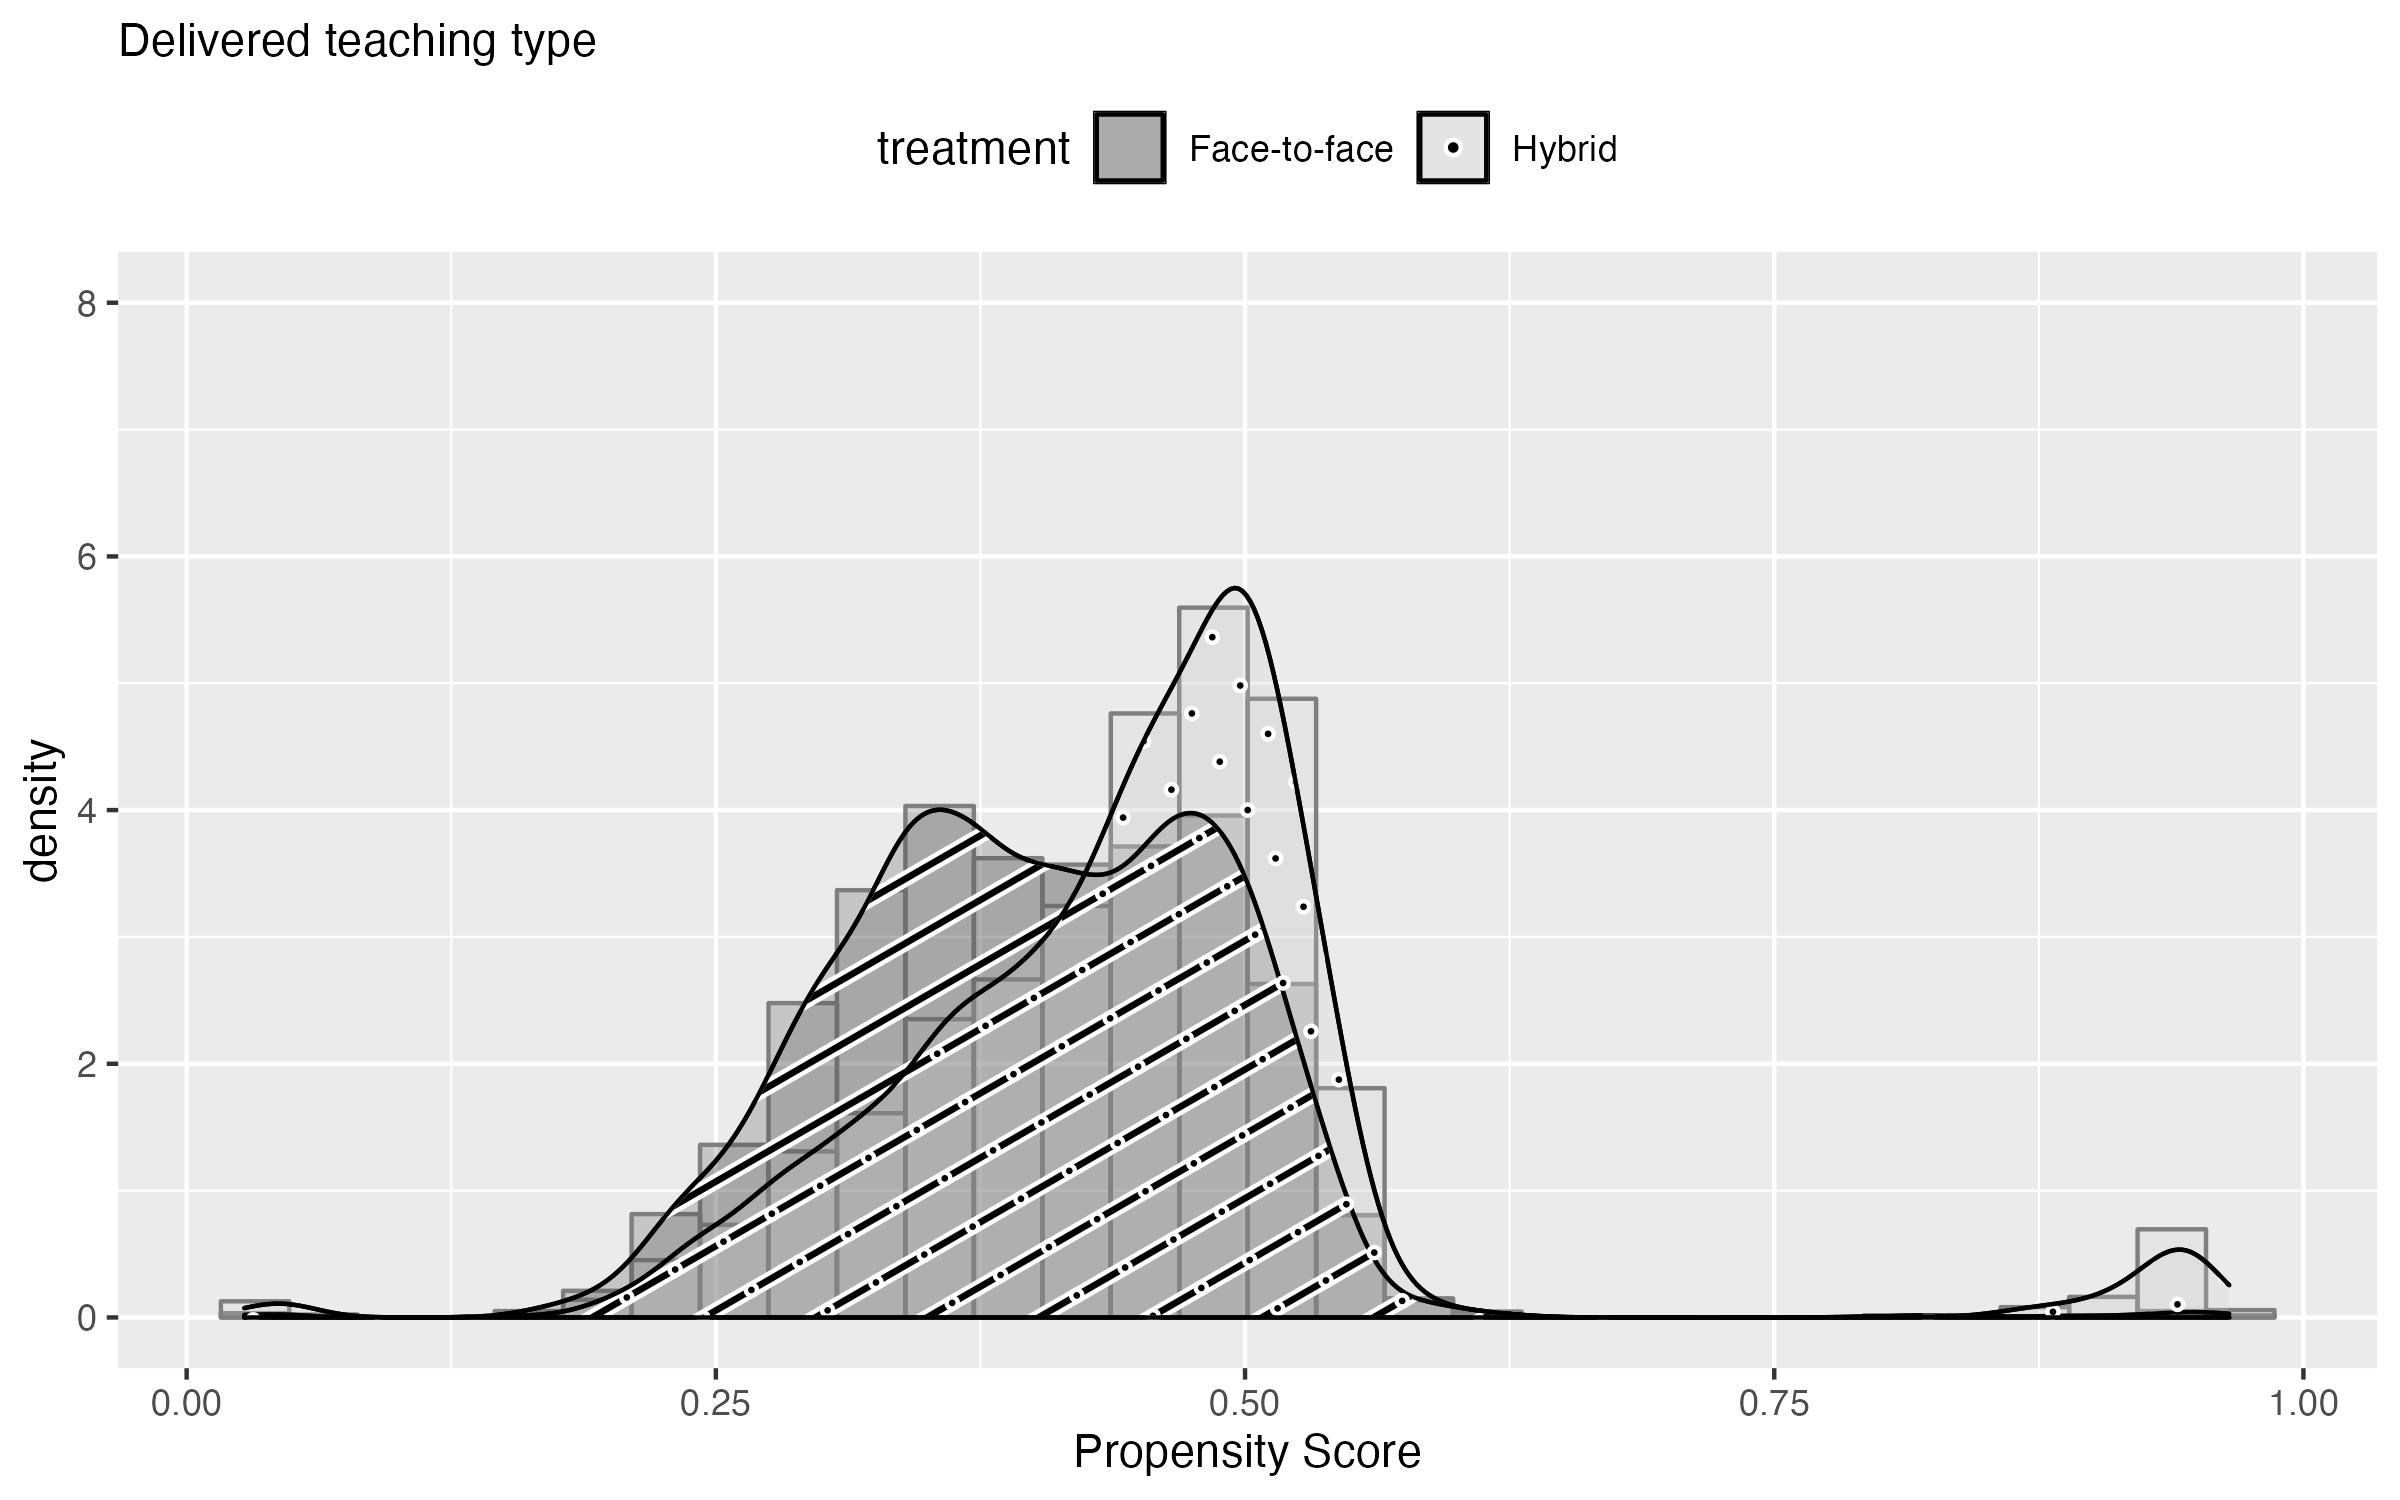 Delivered teaching type
treatment Face-to-face Hybrid
8
6
4
2
0
density
0.00 0.25 0.50 0.75 1.00
Propensity Score